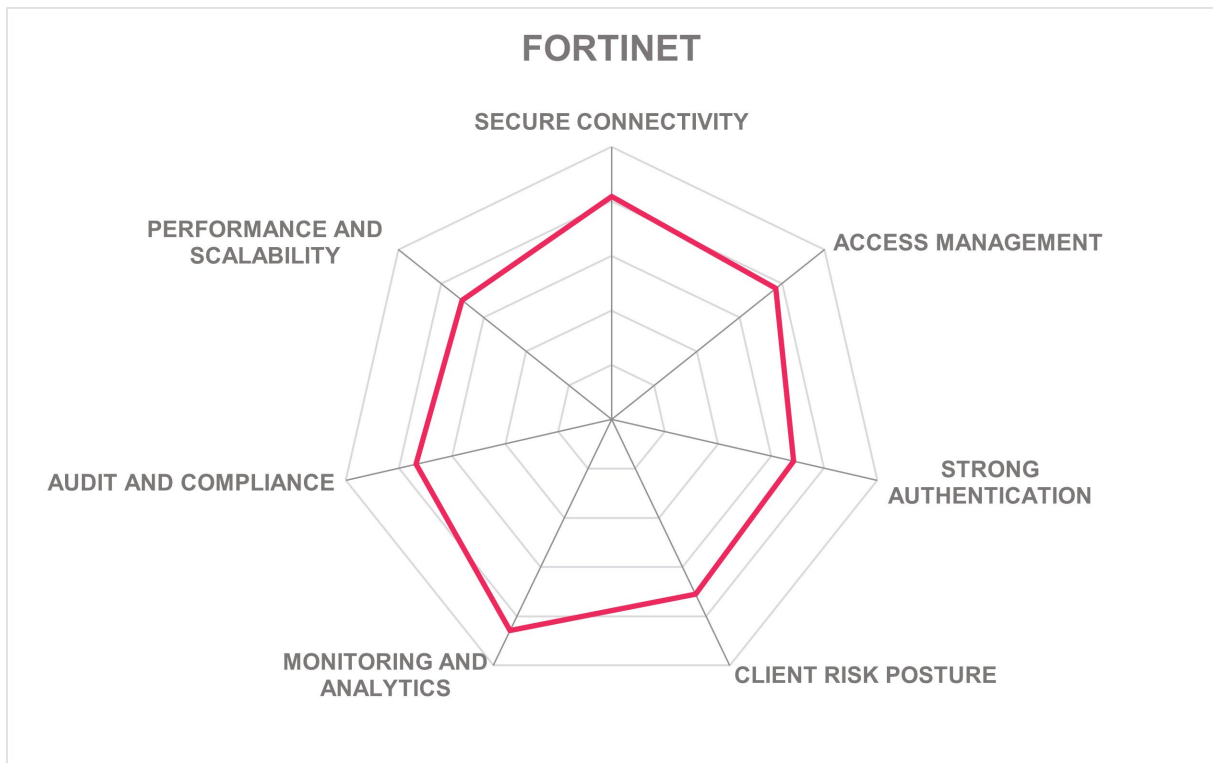 FORTINET
SECURE CONNECTIVITY
PERFORMANCE AND
SCALABILITY
ACCESS MANAGEMENT
AUDIT AND COMPLIANCE
STRONG
AUTHENTICATION
MONITORING AND
ANALYTICS
CLIENT RISK POSTURE